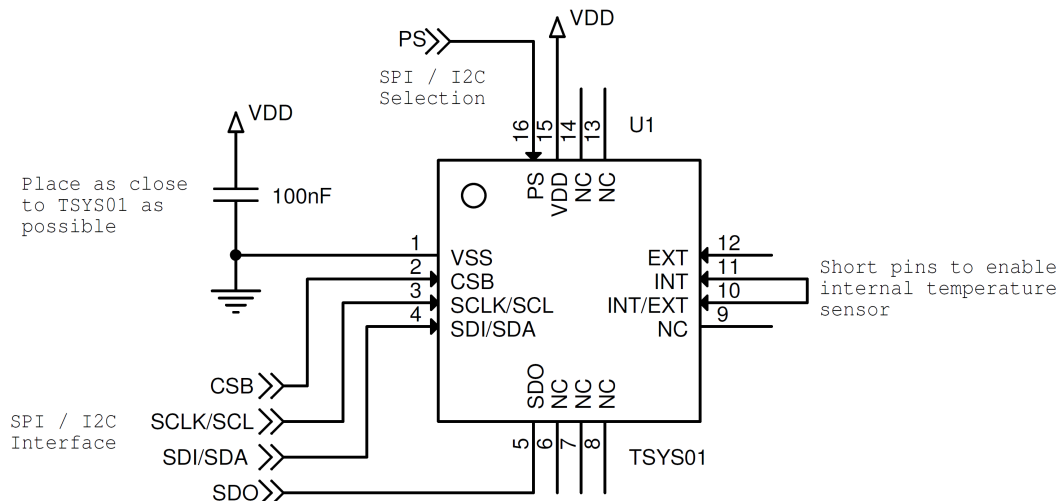 VDD
PS
SPI / I2C
Selection
16
15
14
13
U1
VDD
Place as close
to TSYS01 as
possible
100nF
PS
VDD
NC
NC
1
VSS
2
CSB
3
SCLK/SCL
4
SDI/SDA
EXT
12
INT
11
INT/EXT
10
NC
9
Short pins to enable
internal temperature
sensor
SDO
NC
NC
NC
5
6
7
8
TSYS01
CSB
SPI / I2C
Interface
SCLK/SCL
SDI/SDA
SDO